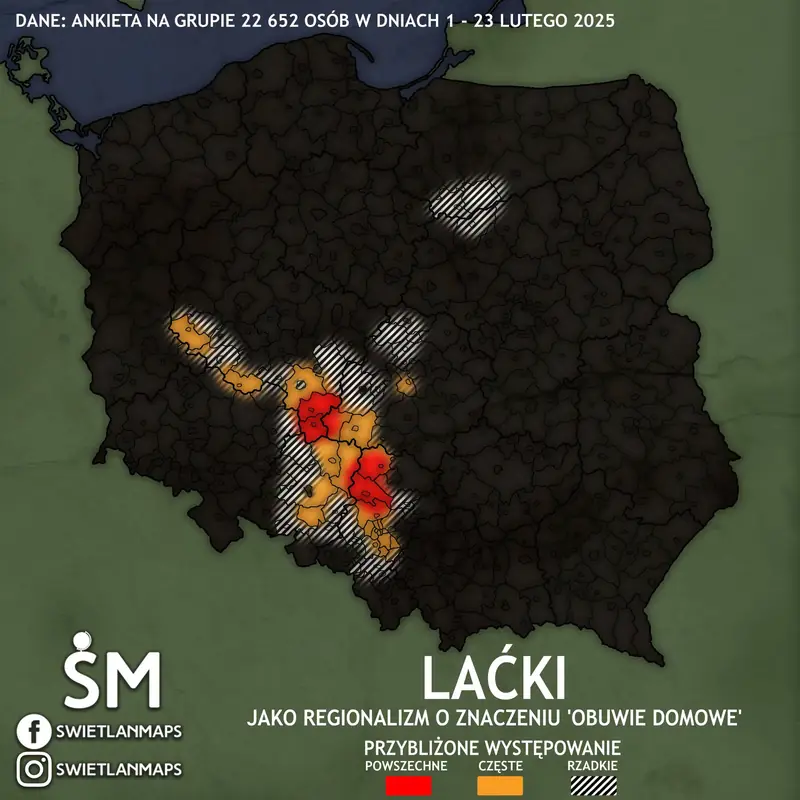 DANE: ANKIETA NA GRUPIE 22 652 OSÓB W DNIACH 1 - 23 LUTEGO 2025
ŚM
SWIETLANMAPS
SWIETLANMAPS
LAĆKI
JAKO REGIONALIZM O ZNACZENIU 'OBUWIE DOMOWE'
PRZYBLIŻONE WYSTĘPOWANIE
POWSZECHNE CZĘSTE RZADKIE